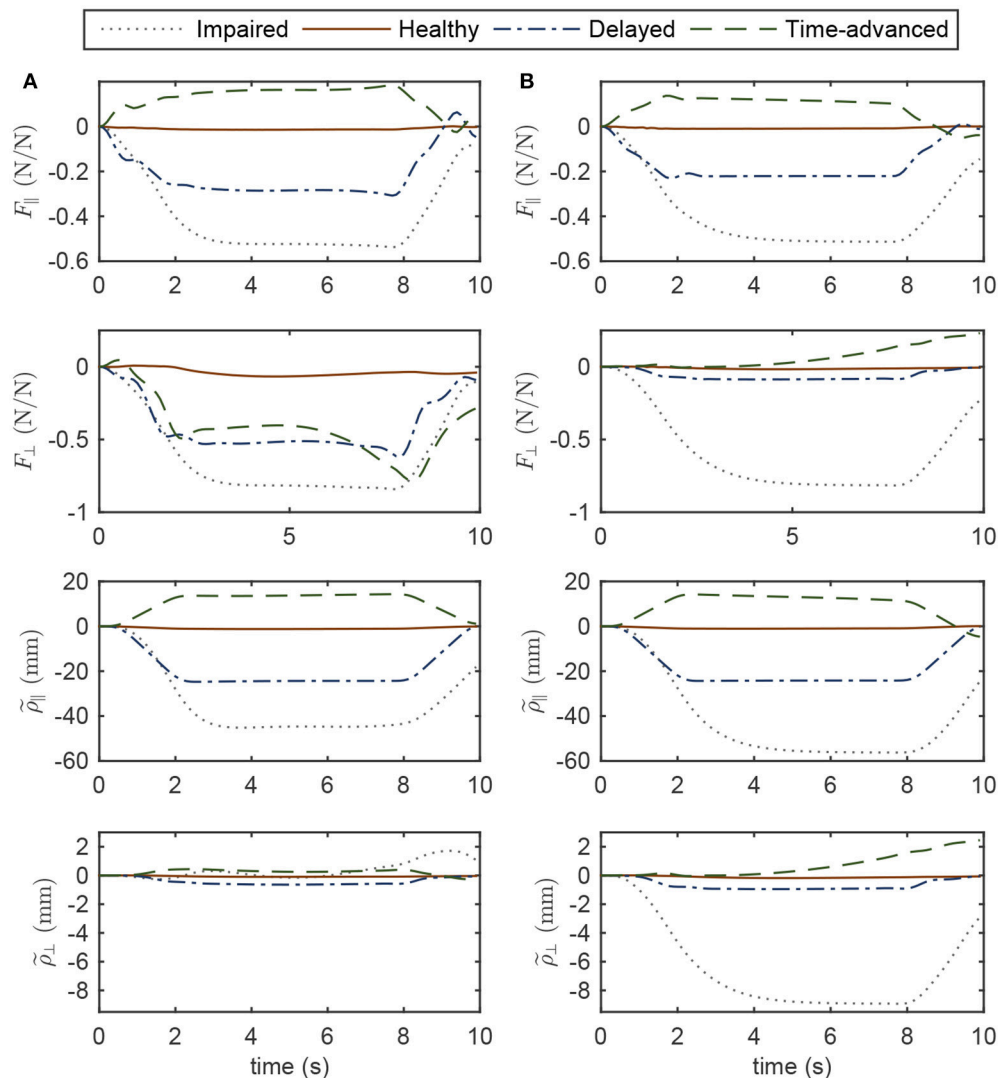 Impaired Healthy Delayed Time-advanced
A B
F∥ (N/N)
0
-0.2
-0.4
-0.6
0 2 4 6 8 10
F∥ (N/N)
0
-0.2
-0.4
-0.6
0 2 4 6 8 10
F⊥ (N/N)
0
-0.5
-1
0 5 10
F⊥ (N/N)
0
-0.5
-1
0 5 10
ρ̃∥ (mm)
20
0
-20
-40
-60
0 2 4 6 8 10
ρ̃∥ (mm)
20
0
-20
-40
-60
0 2 4 6 8 10
ρ̃⊥ (mm)
2
0
-2
-4
-6
-8
0 2 4 6 8 10
time (s)
ρ̃⊥ (mm)
2
0
-2
-4
-6
-8
0 2 4 6 8 10
time (s)